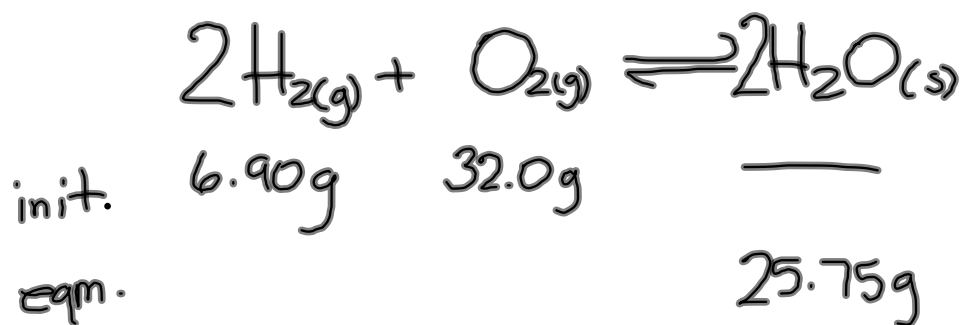 2H₂(g) + O₂(g) ⇌ 2H₂O(s)
init. 6.90g 32.0g —
eqm. 25.75g